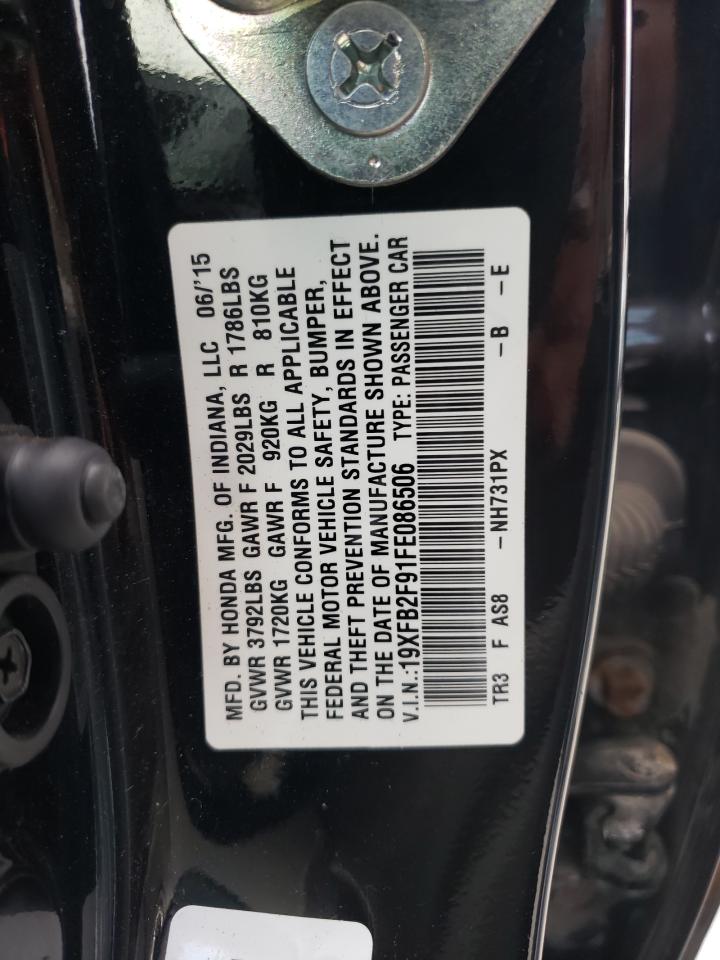 MFD. BY HONDA MFG. OF INDIANA, LLC 06/'15
GVWR 3792LBS GAWR F 2029LBS R 1786LBS
GVWR 1720KG GAWR F 920KG R 810KG
THIS VEHICLE CONFORMS TO ALL APPLICABLE
FEDERAL MOTOR VEHICLE SAFETY, BUMPER,
AND THEFT PREVENTION STANDARDS IN EFFECT
ON THE DATE OF MANUFACTURE SHOWN ABOVE.
V.I.N.:19XFB2F91FE086506 TYPE: PASSENGER CAR
TR3 F AS8 -NH731PX -B -E